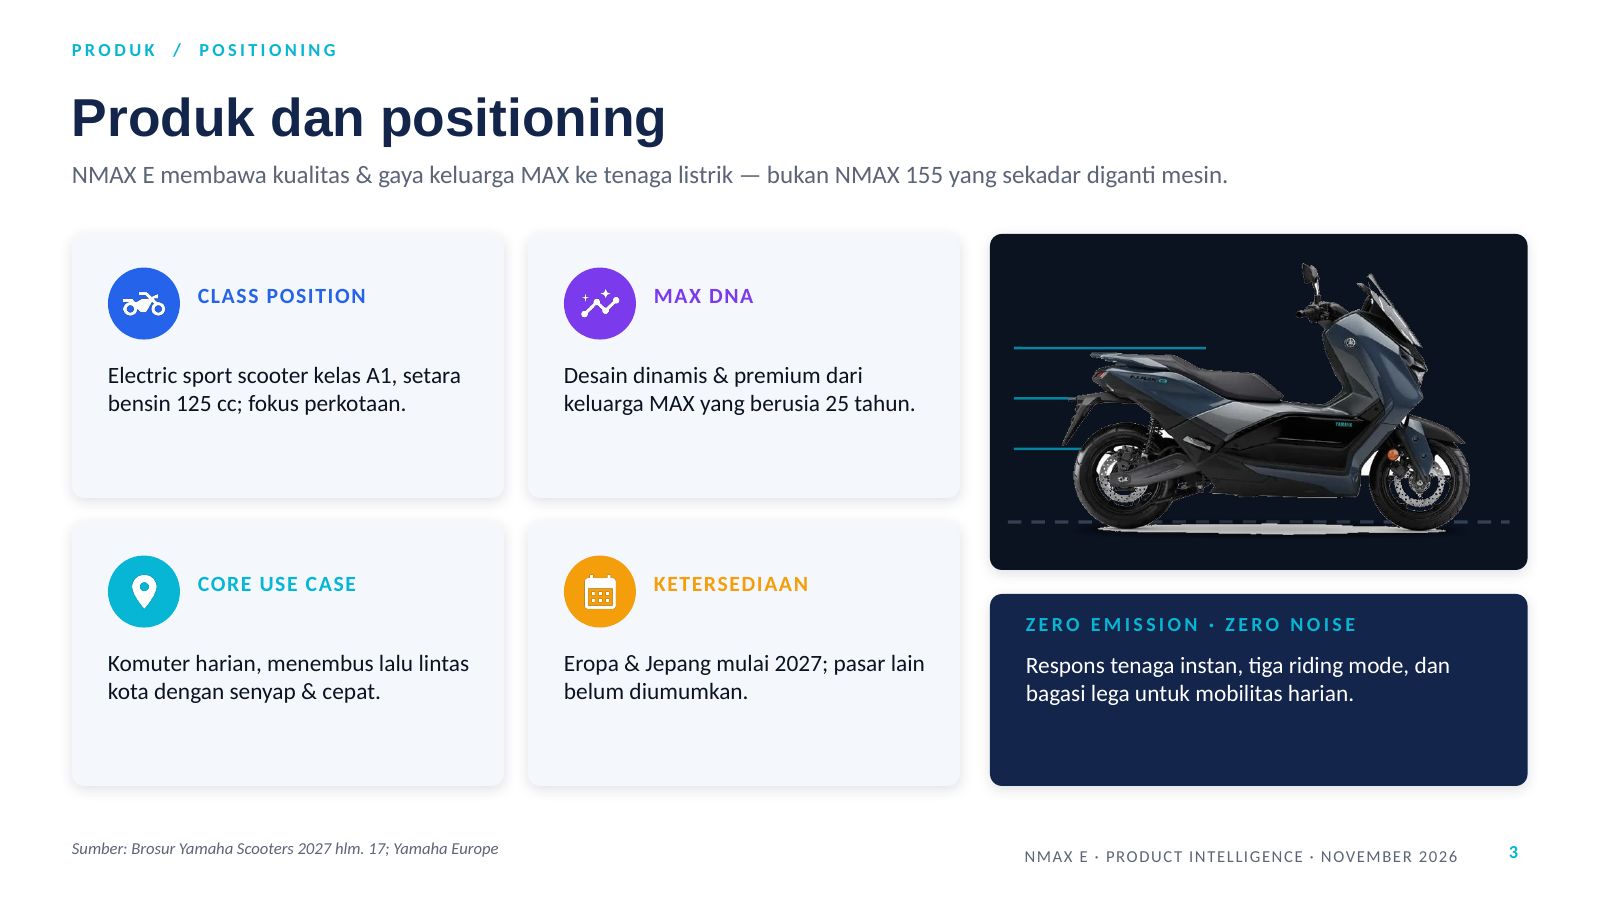 PRODUK / POSITIONING
Produk dan positioning
NMAX E membawa kualitas & gaya keluarga MAX ke tenaga listrik — bukan NMAX 155 yang sekadar diganti mesin.
CLASS POSITION
Electric sport scooter kelas A1, setara
bensin 125 cc; fokus perkotaan.
MAX DNA
Desain dinamis & premium dari
keluarga MAX yang berusia 25 tahun.
CORE USE CASE
Komuter harian, menembus lalu lintas
kota dengan senyap & cepat.
KETERSEDIAAN
Eropa & Jepang mulai 2027; pasar lain
belum diumumkan.
YAMAHA
ZERO EMISSION · ZERO NOISE
Respons tenaga instan, tiga riding mode, dan
bagasi lega untuk mobilitas harian.
Sumber: Brosur Yamaha Scooters 2027 hlm. 17; Yamaha Europe
NMAX E · PRODUCT INTELLIGENCE · NOVEMBER 2026
3